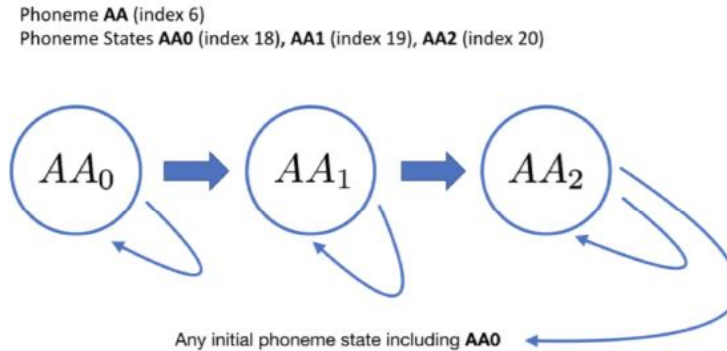 Phoneme AA (index 6)
Phoneme States AA0 (index 18), AA1 (index 19), AA2 (index 20)
AA₀ AA₁ AA₂
Any initial phoneme state including AA0